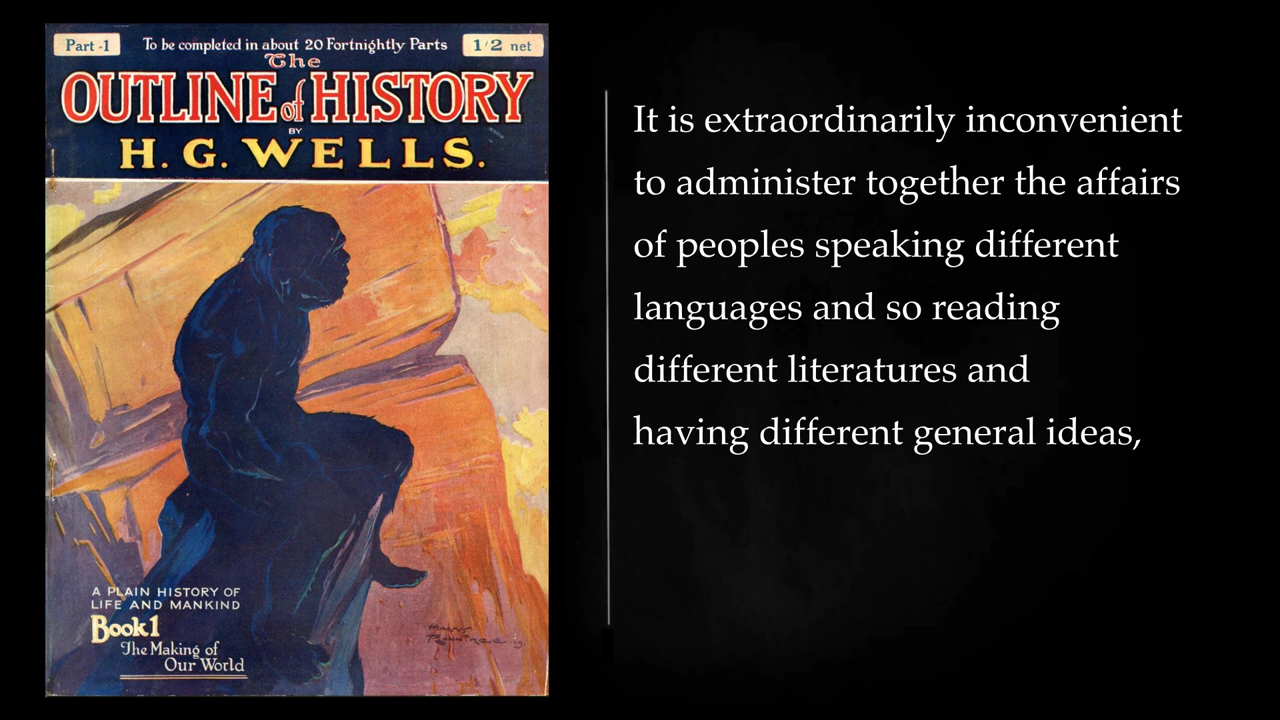 Part -1
To be completed in about 20 Fortnightly Parts
1/2 net
The
OUTLINE of HISTORY
BY
H. G. WELLS.
A PLAIN HISTORY OF
LIFE AND MANKIND
Book 1
The Making of
Our World
It is extraordinarily inconvenient
to administer together the affairs
of peoples speaking different
languages and so reading
different literatures and
having different general ideas,